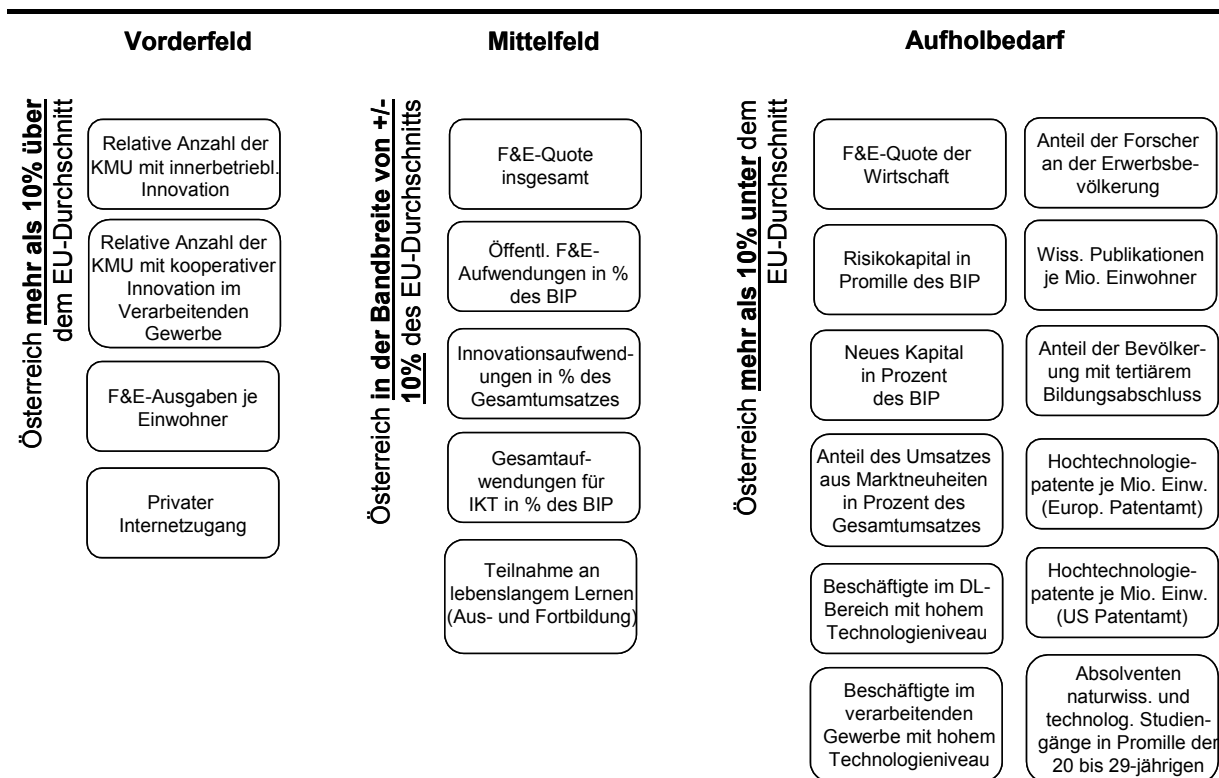 Vorderfeld
Österreich mehr als 10% über
dem EU-Durchschnitt
Relative Anzahl der
KMU mit innerbetriebl.
Innovation
Relative Anzahl der
KMU mit kooperativer
Innovation im
Verarbeitenden
Gewerbe
F&E-Ausgaben je
Einwohner
Privater
Internetzugang
Mittelfeld
Österreich in der Bandbreite von +/-
10% des EU-Durchschnitts
F&E-Quote
insgesamt
Öffentl. F&E-
Aufwendungen in %
des BIP
Innovationsaufwend-
ungen in % des
Gesamtumsatzes
Gesamtauf-
wendungen für
IKT in % des BIP
Teilnahme an
lebenslangem Lernen
(Aus- und Fortbildung)
Aufholbedarf
Österreich mehr als 10% unter dem
EU-Durchschnitt
F&E-Quote der
Wirtschaft
Risikokapital in
Promille des BIP
Neues Kapital
in Prozent
des BIP
Anteil des Umsatzes
aus Marktneuheiten
in Prozent des
Gesamtumsatzes
Beschäftigte im DL-
Bereich mit hohem
Technologieniveau
Beschäftigte im
verarbeitenden
Gewerbe mit hohem
Technologieniveau
Anteil der Forscher
an der Erwerbsbe-
völkerung
Wiss. Publikationen
je Mio. Einwohner
Anteil der Bevölker-
ung mit tertiärem
Bildungsabschluss
Hochtechnologie-
patente je Mio. Einw.
(Europ. Patentamt)
Hochtechnologie-
patente je Mio. Einw.
(US Patentamt)
Absolventen
naturwiss. und
technolog. Studien-
gänge in Promille der
20 bis 29-jährigen